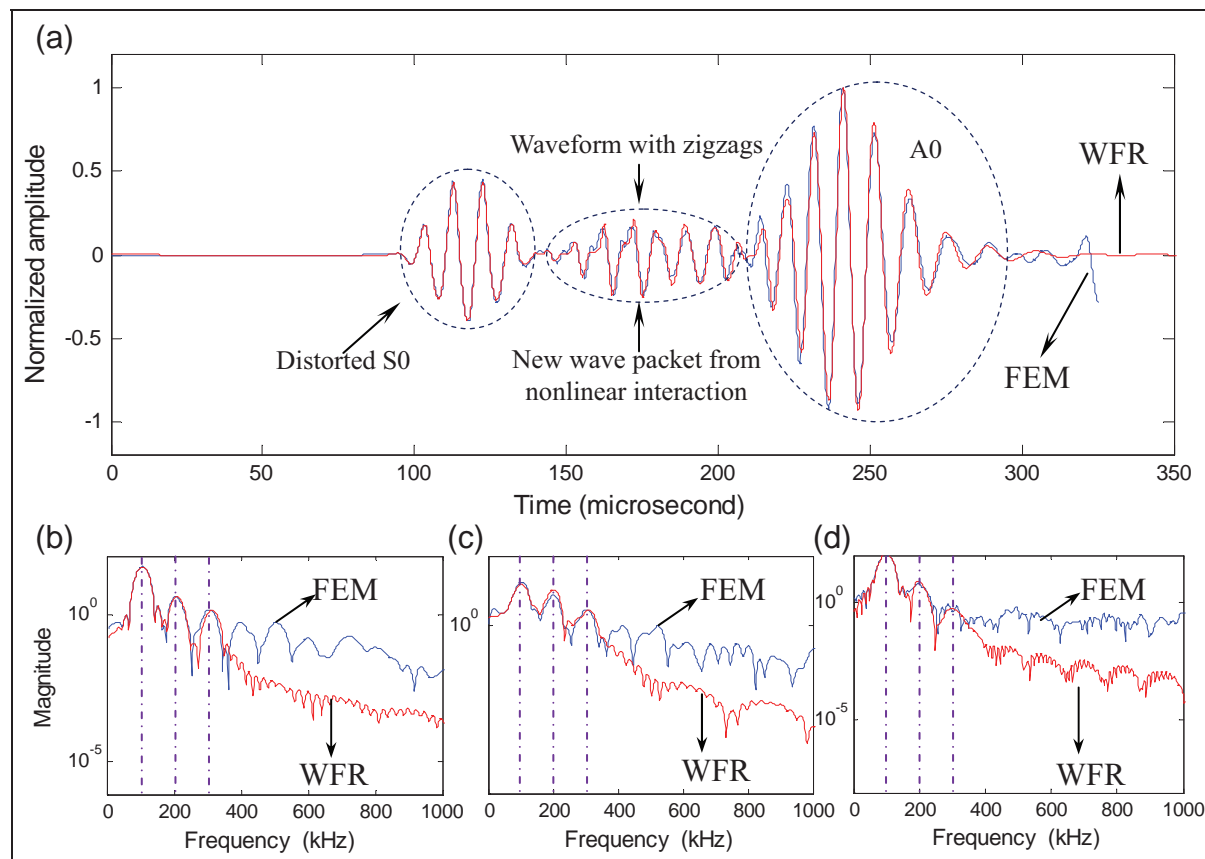 (a)
Normalized amplitude
1
0.5
0
-0.5
-1
Waveform with zigzags
A0
WFR
Distorted S0
New wave packet from
nonlinear interaction
FEM
0 50 100 150 200 250 300 350
Time (microsecond)
(b)
Magnitude
10^0
10^-5
FEM
WFR
0 200 400 600 800 1000
Frequency (kHz)
(c)
10^0
FEM
WFR
0 200 400 600 800 1000
Frequency (kHz)
(d)
10^0
10^-5
FEM
WFR
0 200 400 600 800 1000
Frequency (kHz)